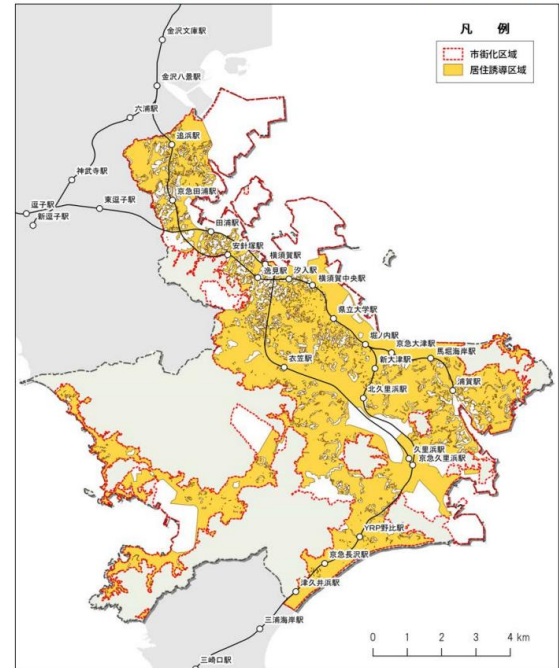 凡 例
市街化区域
居住誘導区域
金沢文庫駅
金沢八景駅
六浦駅
追浜駅
神武寺駅
京急田浦駅
逗子駅
東逗子駅
新逗子駅
田浦駅
安針塚駅
横須賀駅
逸見駅
汐入駅
横須賀中央駅
県立大学駅
堀ノ内駅
京急大津駅
馬堀海岸駅
新大津駅
衣笠駅
浦賀駅
北久里浜駅
久里浜駅
京急久里浜駅
YRP野比駅
京急長沢駅
津久井浜駅
三浦海岸駅
三崎口駅
0 1 2 3 4 km